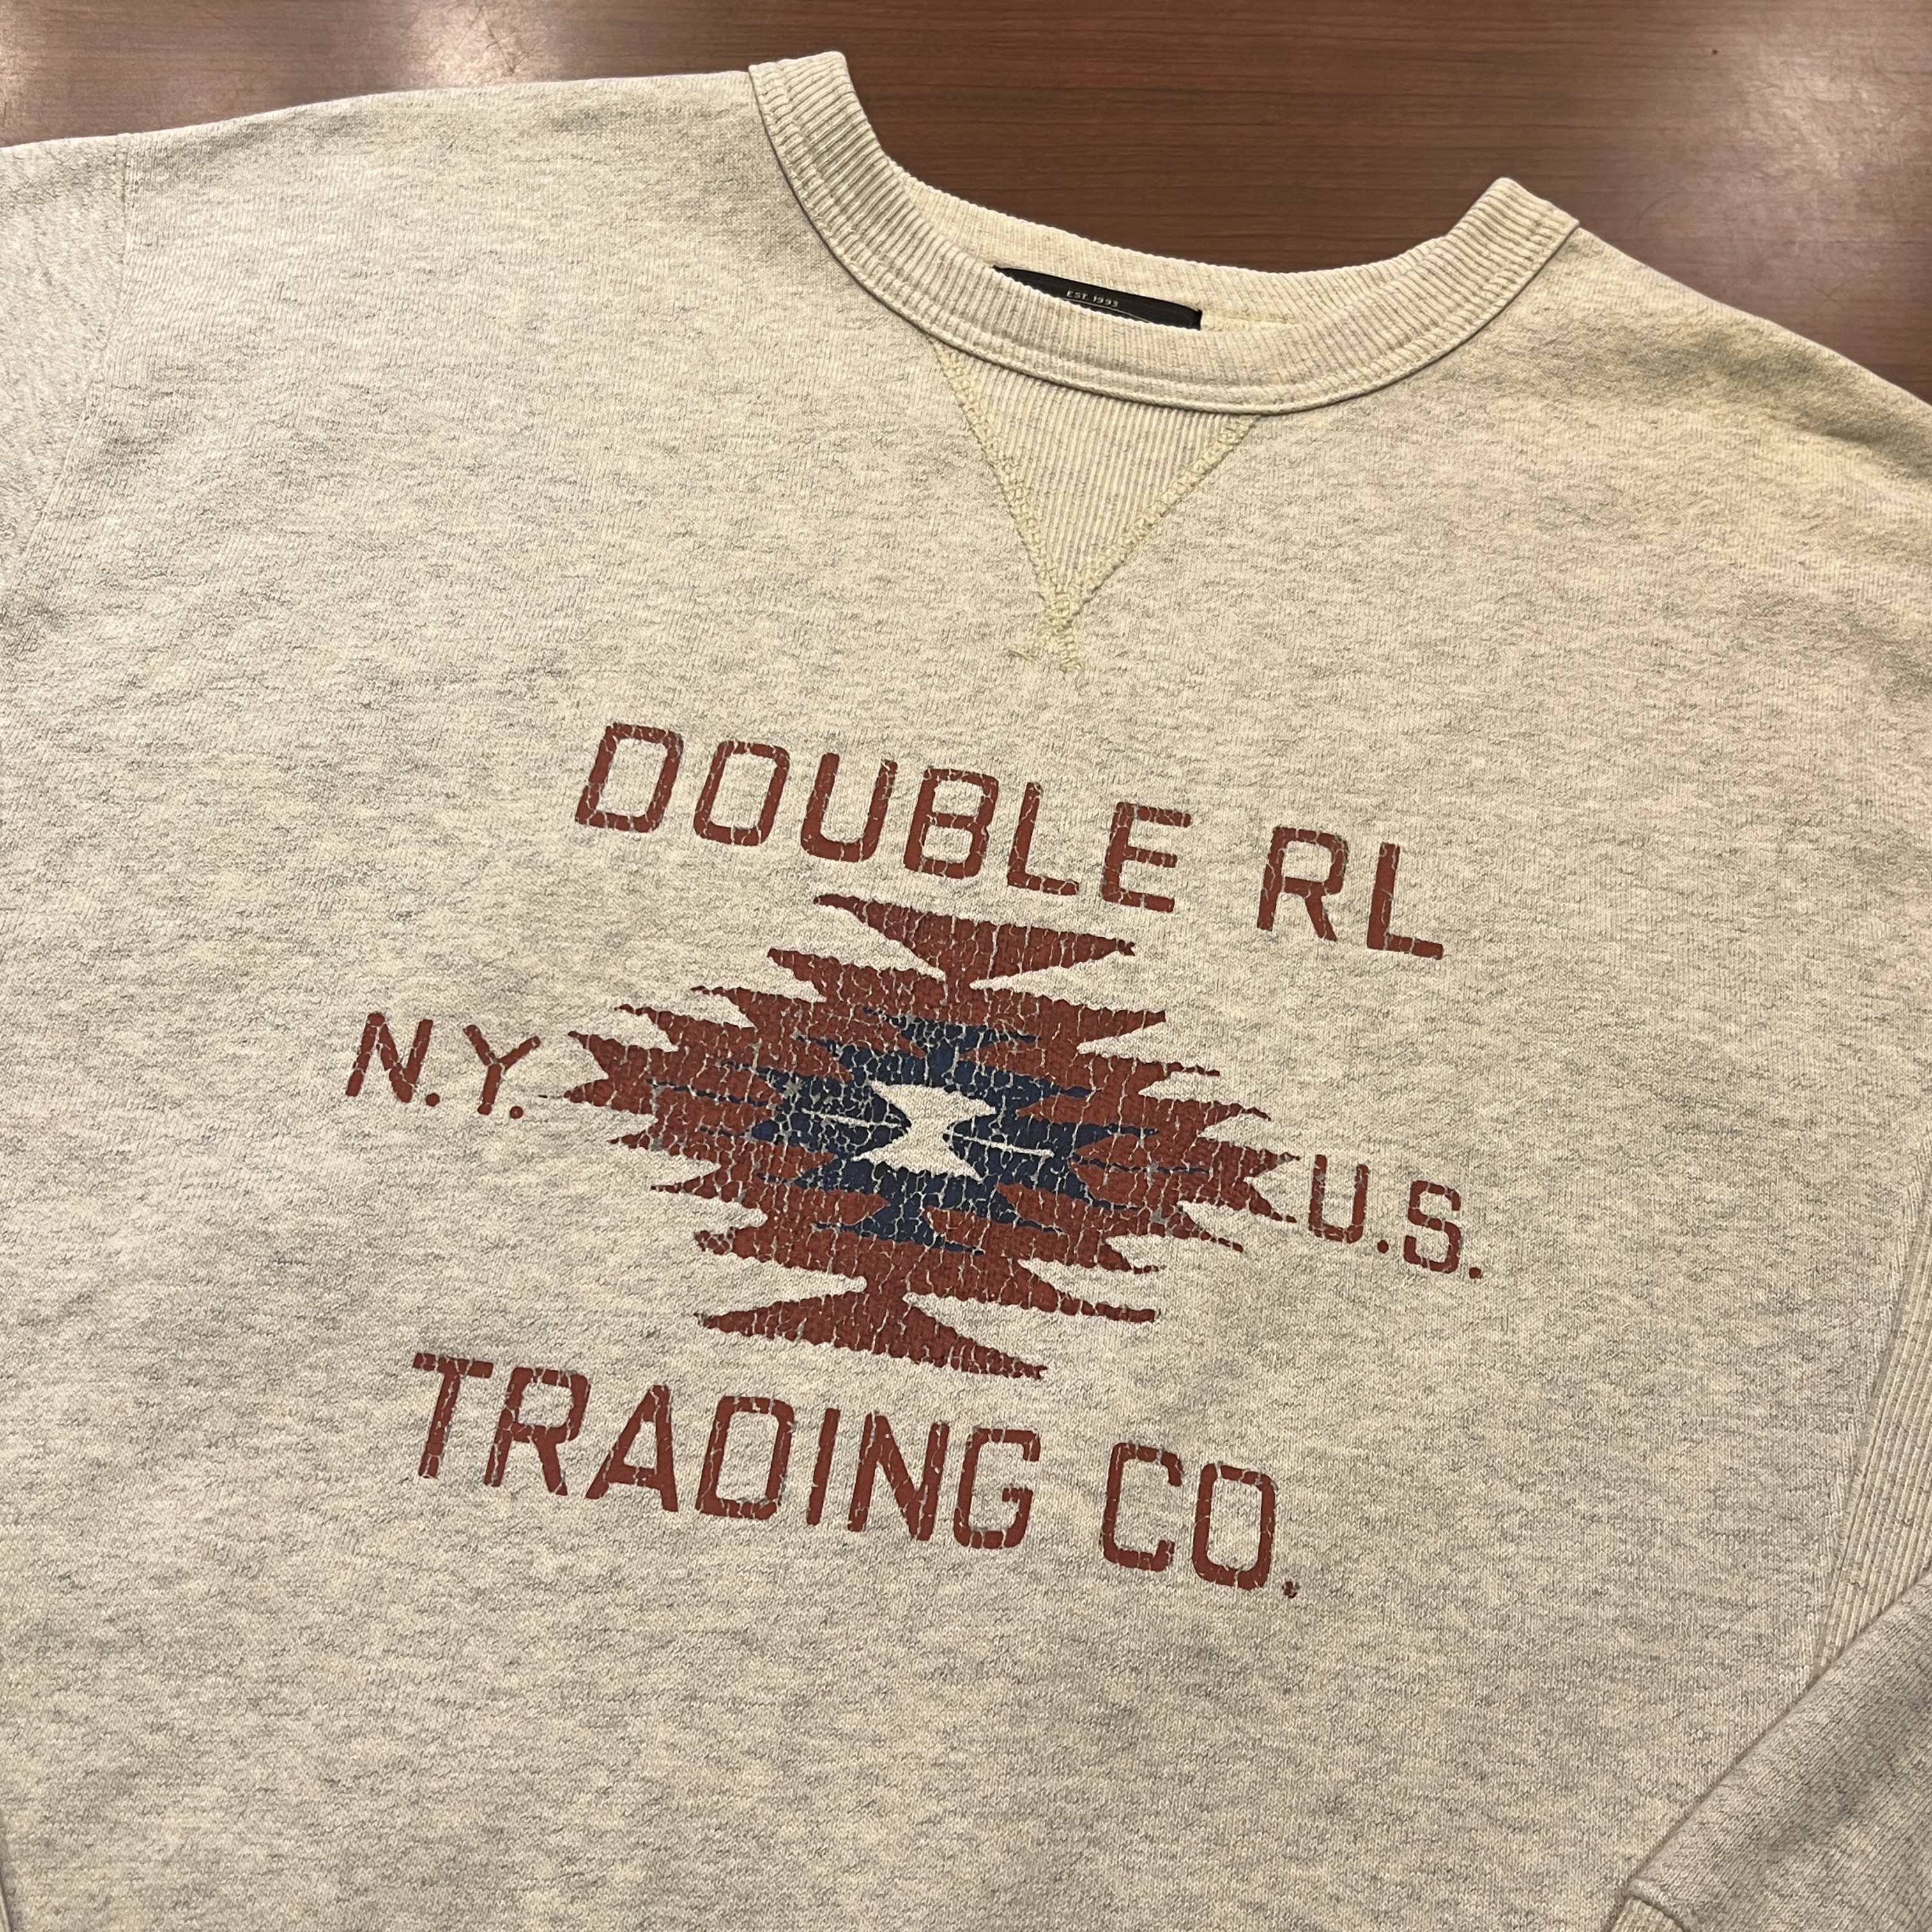 EST. 1993
DOUBLE RL
N.Y. U.S.
TRADING CO.